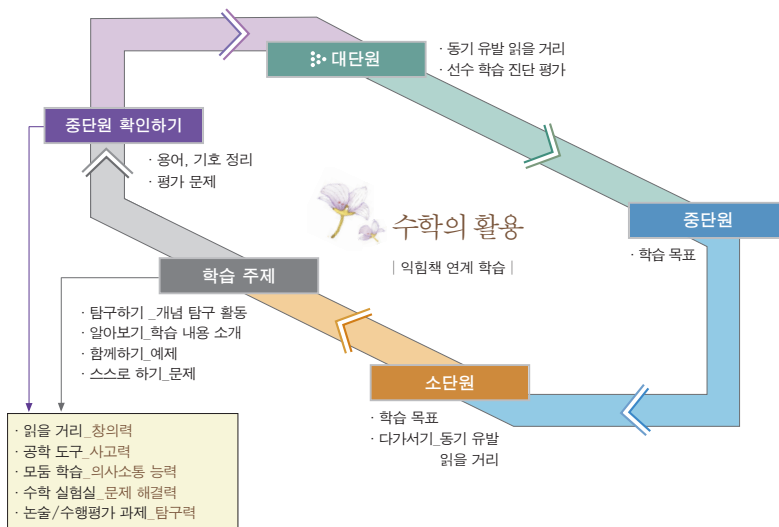 대단원
· 동기 유발 읽을 거리
· 선수 학습 진단 평가
중단원 확인하기
· 용어, 기호 정리
· 평가 문제
수학의 활용
| 익힘책 연계 학습 |
중단원
· 학습 목표
학습 주제
· 탐구하기 _개념 탐구 활동
· 알아보기_학습 내용 소개
· 함께하기_예제
· 스스로 하기_문제
소단원
· 학습 목표
· 다가서기_동기 유발
읽을 거리
· 읽을 거리_창의력
· 공학 도구_사고력
· 모둠 학습_의사소통 능력
· 수학 실험실_문제 해결력
· 논술/수행평가 과제_탐구력